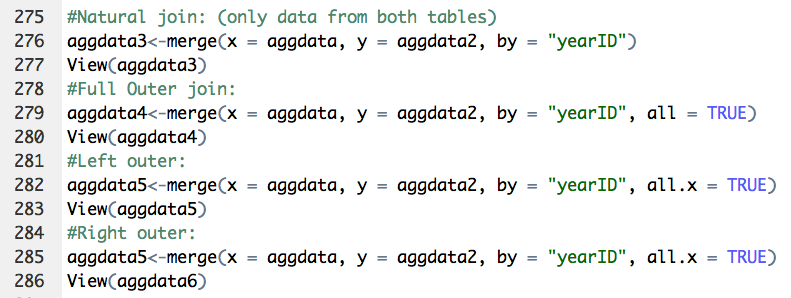 275 #Natural join: (only data from both tables)
276 aggdata3<-merge(x = aggdata, y = aggdata2, by = "yearID")
277 View(aggdata3)
278 #Full Outer join:
279 aggdata4<-merge(x = aggdata, y = aggdata2, by = "yearID", all = TRUE)
280 View(aggdata4)
281 #Left outer:
282 aggdata5<-merge(x = aggdata, y = aggdata2, by = "yearID", all.x = TRUE)
283 View(aggdata5)
284 #Right outer:
285 aggdata5<-merge(x = aggdata, y = aggdata2, by = "yearID", all.x = TRUE)
286 View(aggdata6)